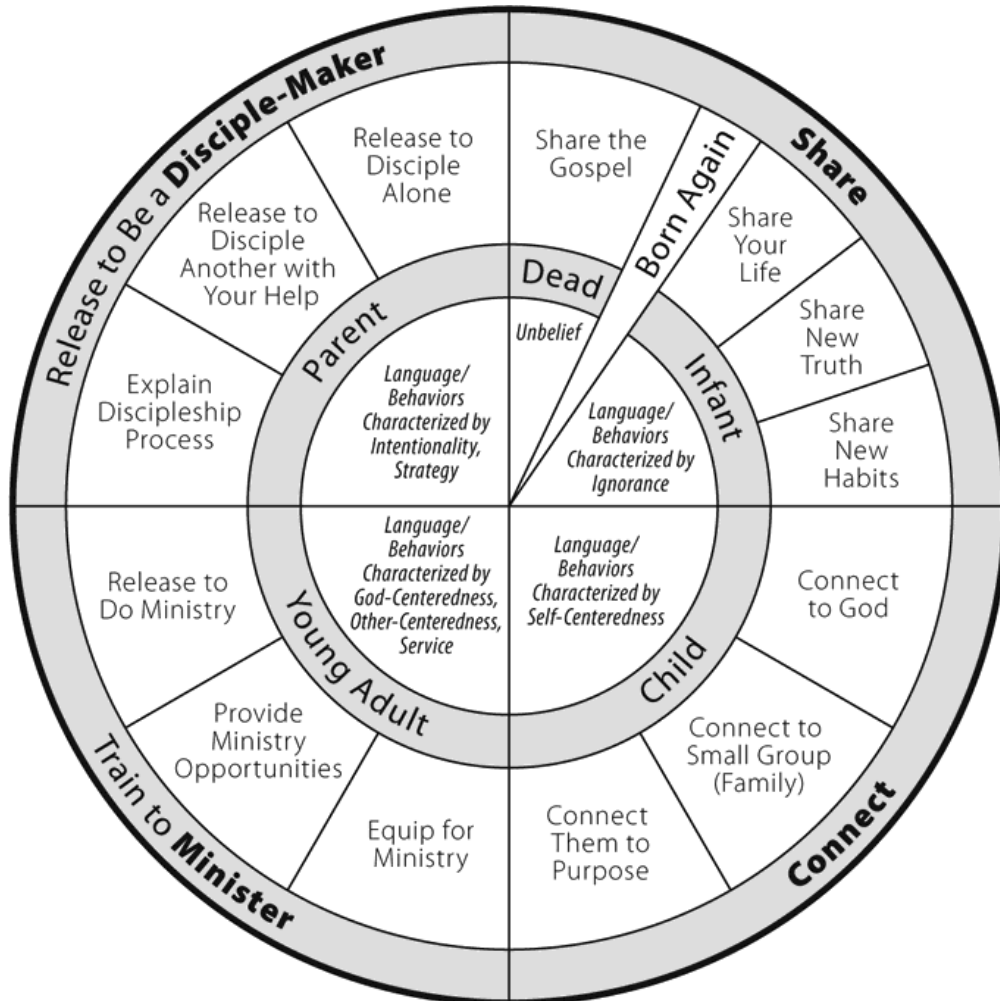 Share
Share the
Gospel
Dead
Unbelief
Born Again
Share
Your
Life
Share
New
Truth
Share
New
Habits
Infant
Language/
Behaviors
Characterized by
Ignorance
Connect
Connect
to God
Connect to
Small Group
(Family)
Connect
Them to
Purpose
Child
Language/
Behaviors
Characterized by
Self-Centeredness
Train to Minister
Equip for
Ministry
Provide
Ministry
Opportunities
Release to
Do Ministry
Young Adult
Language/
Behaviors
Characterized by
God-Centeredness,
Other-Centeredness,
Service
Release to Be a Disciple-Maker
Explain
Discipleship
Process
Release to
Disciple
Another with
Your Help
Release to
Disciple
Alone
Parent
Language/
Behaviors
Characterized by
Intentionality,
Strategy